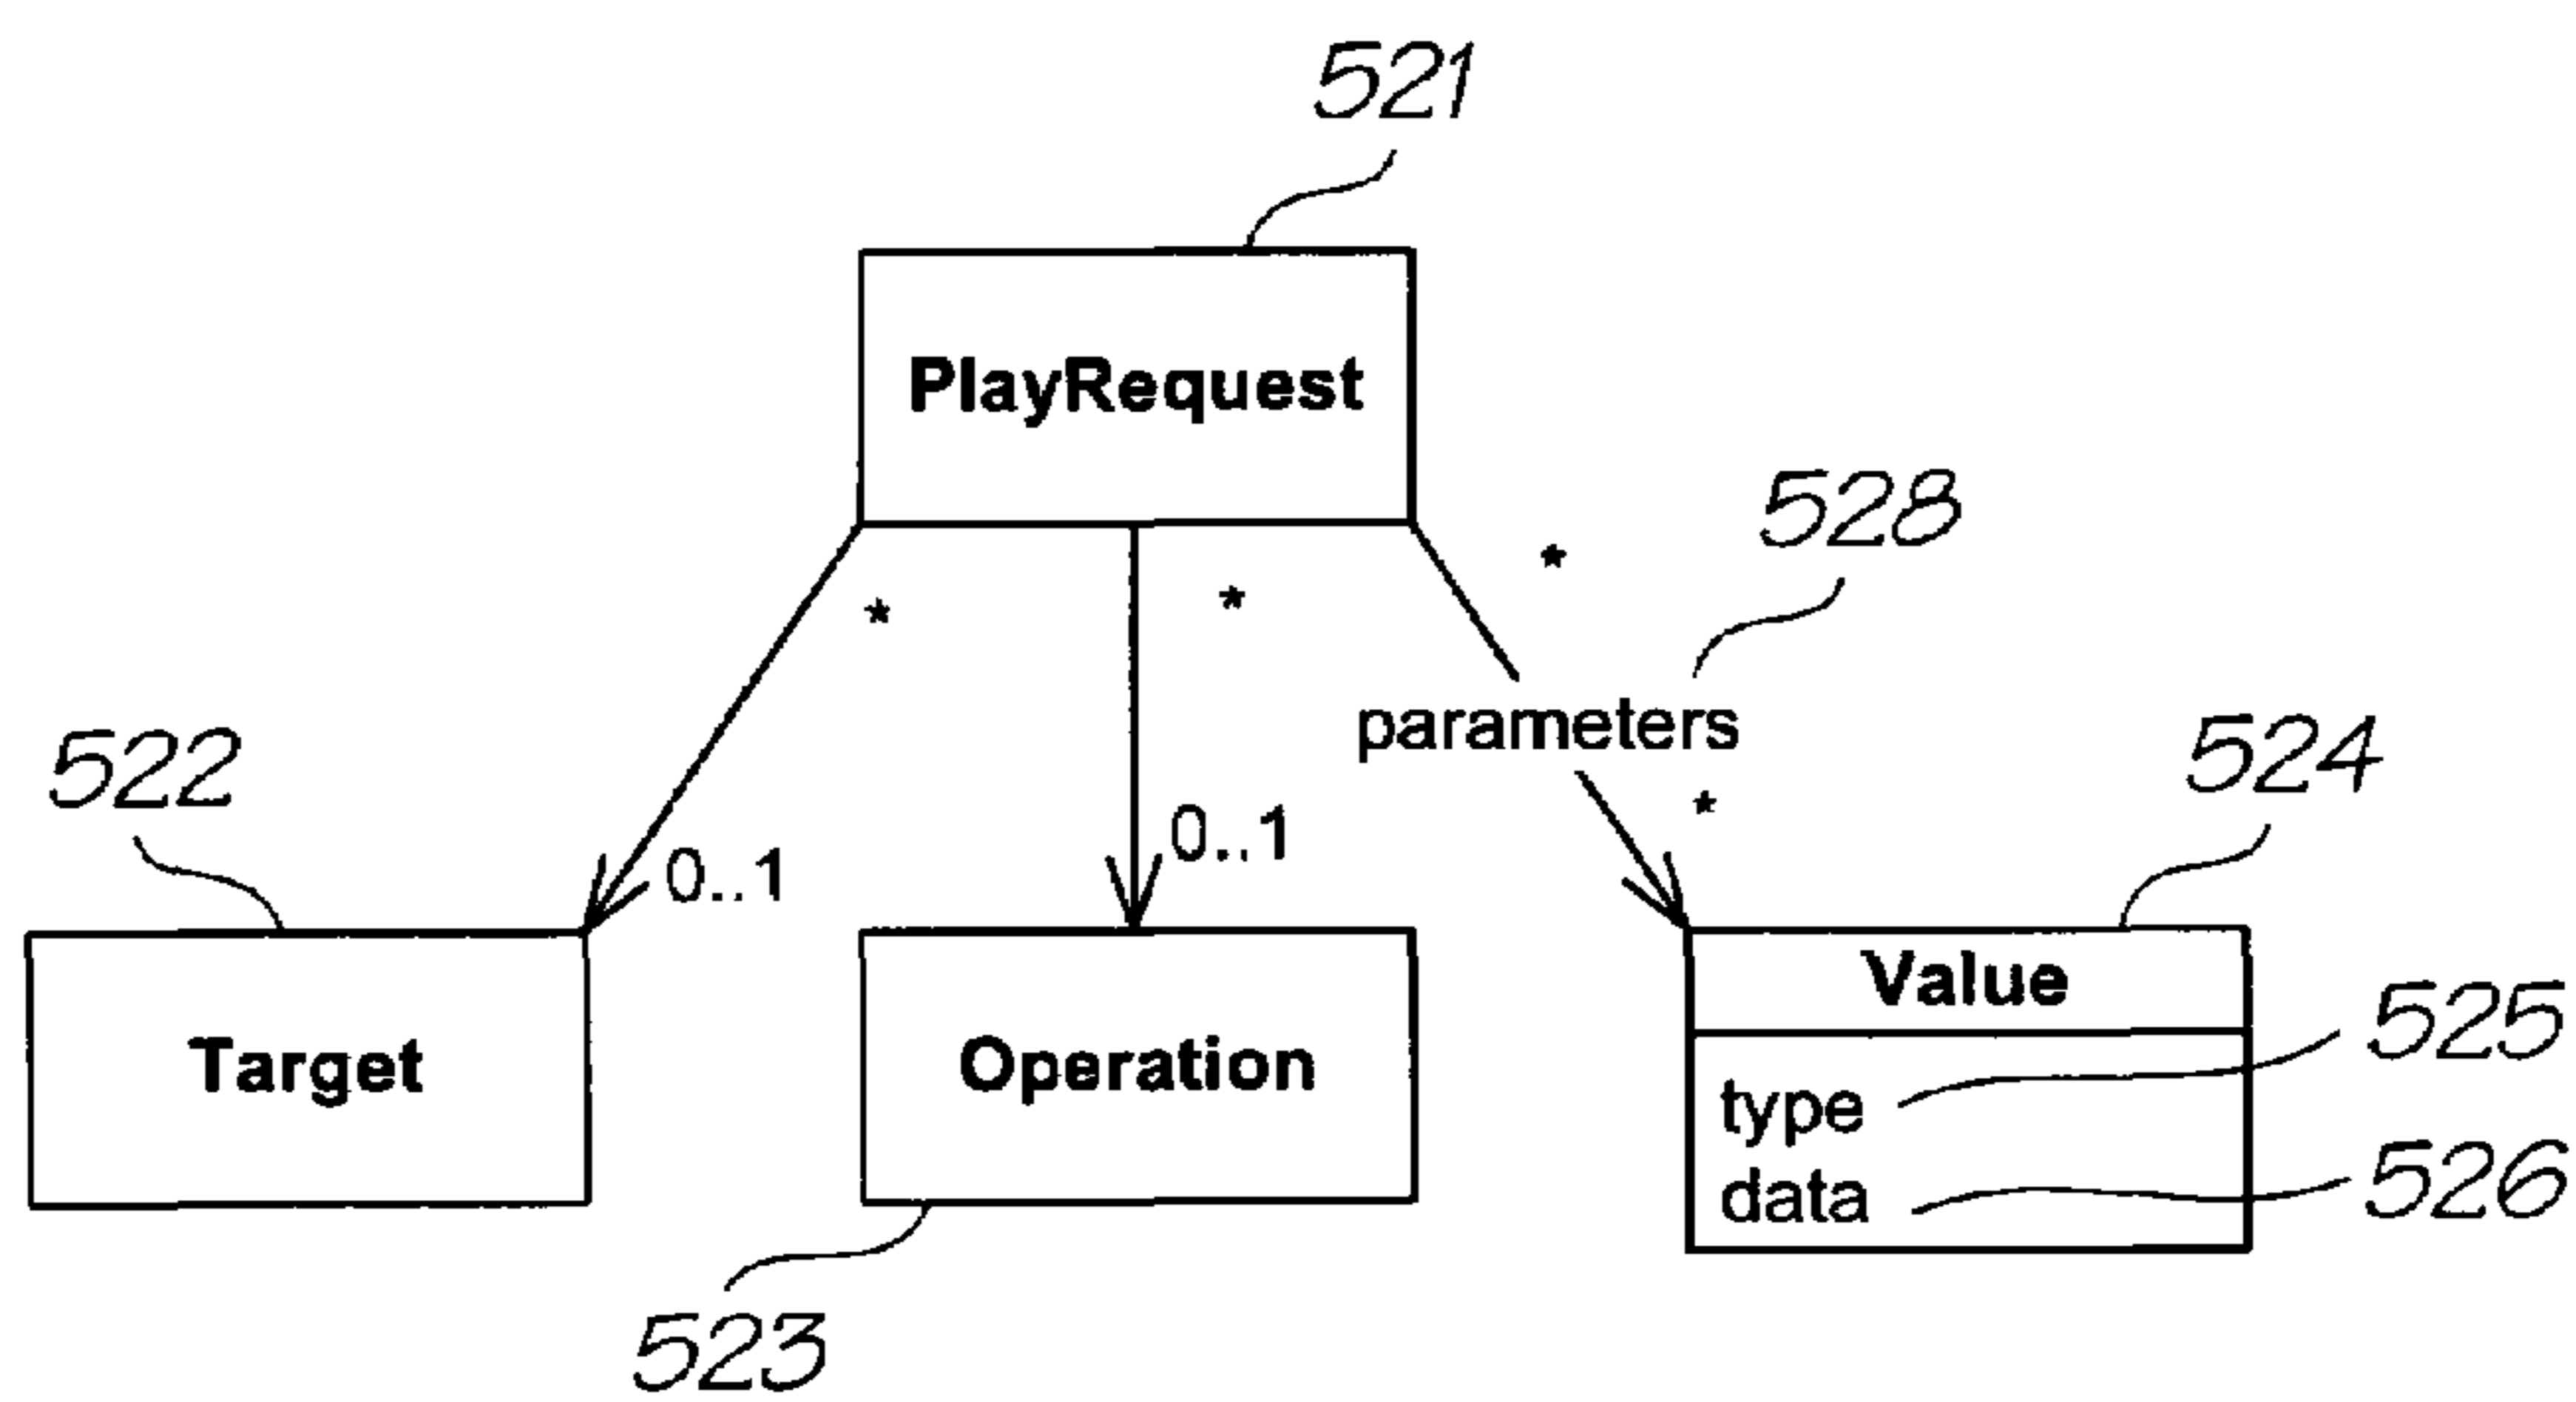 521
PlayRequest
528
*
*
*
parameters
522
524
*
0..1
0..1
Value
Target
Operation
525
type
526
data
523